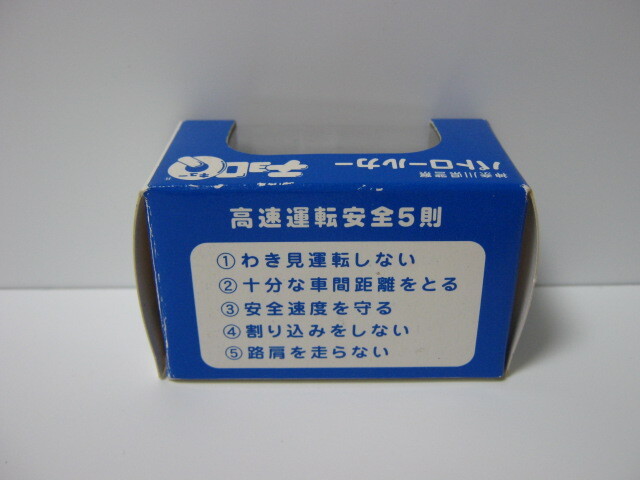 神奈川県警察
パトロールカー
チョロQ
高速運転安全5則
①わき見運転しない
②十分な車間距離をとる
③安全速度を守る
④割り込みをしない
⑤路肩を走らない